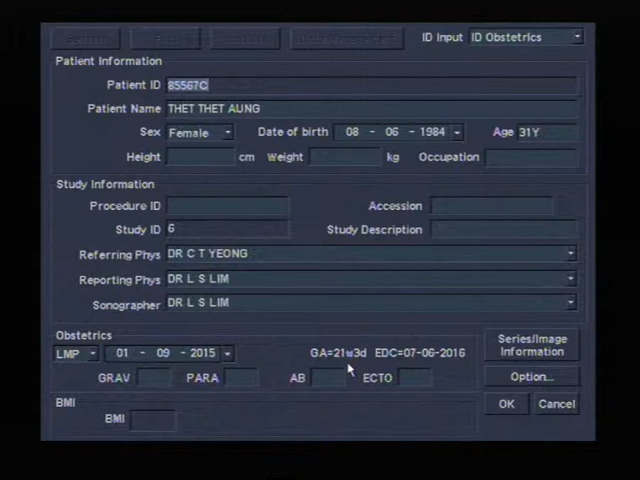 ID Input ID Obstetrics
Patient Information
Patient ID 85567C
Patient Name THET THET AUNG
Sex Female Date of birth 08 - 06 - 1984 Age 31Y
Height cm Weight kg Occupation
Study Information
Procedure ID Accession
Study ID 6 Study Description
Referring Phys DR C T YEONG
Reporting Phys DR L S LIM
Sonographer DR L S LIM
Obstetrics
LMP 01 - 09 - 2015 GA=21w3d EDC=07-06-2016
Series/Image
Information
GRAV PARA AB ECTO
Option...
BMI
OK Cancel
BMI